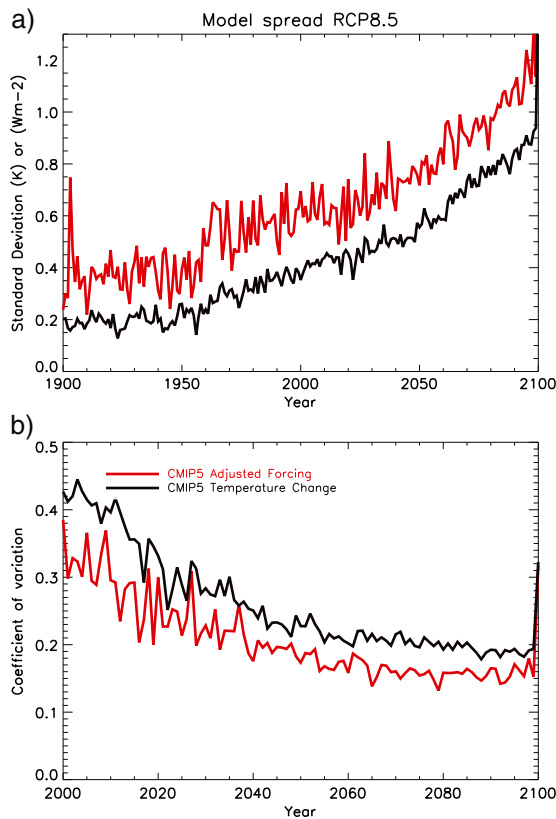 a)
Model spread RCP8.5
Standard Deviation (K) or (Wm-2)
1.2
1.0
0.8
0.6
0.4
0.2
0.0
1900 1950 2000 2050 2100
Year
b)
Coefficient of variation
0.5
0.4
0.3
0.2
0.1
0.0
CMIP5 Adjusted Forcing
CMIP5 Temperature Change
2000 2020 2040 2060 2080 2100
Year